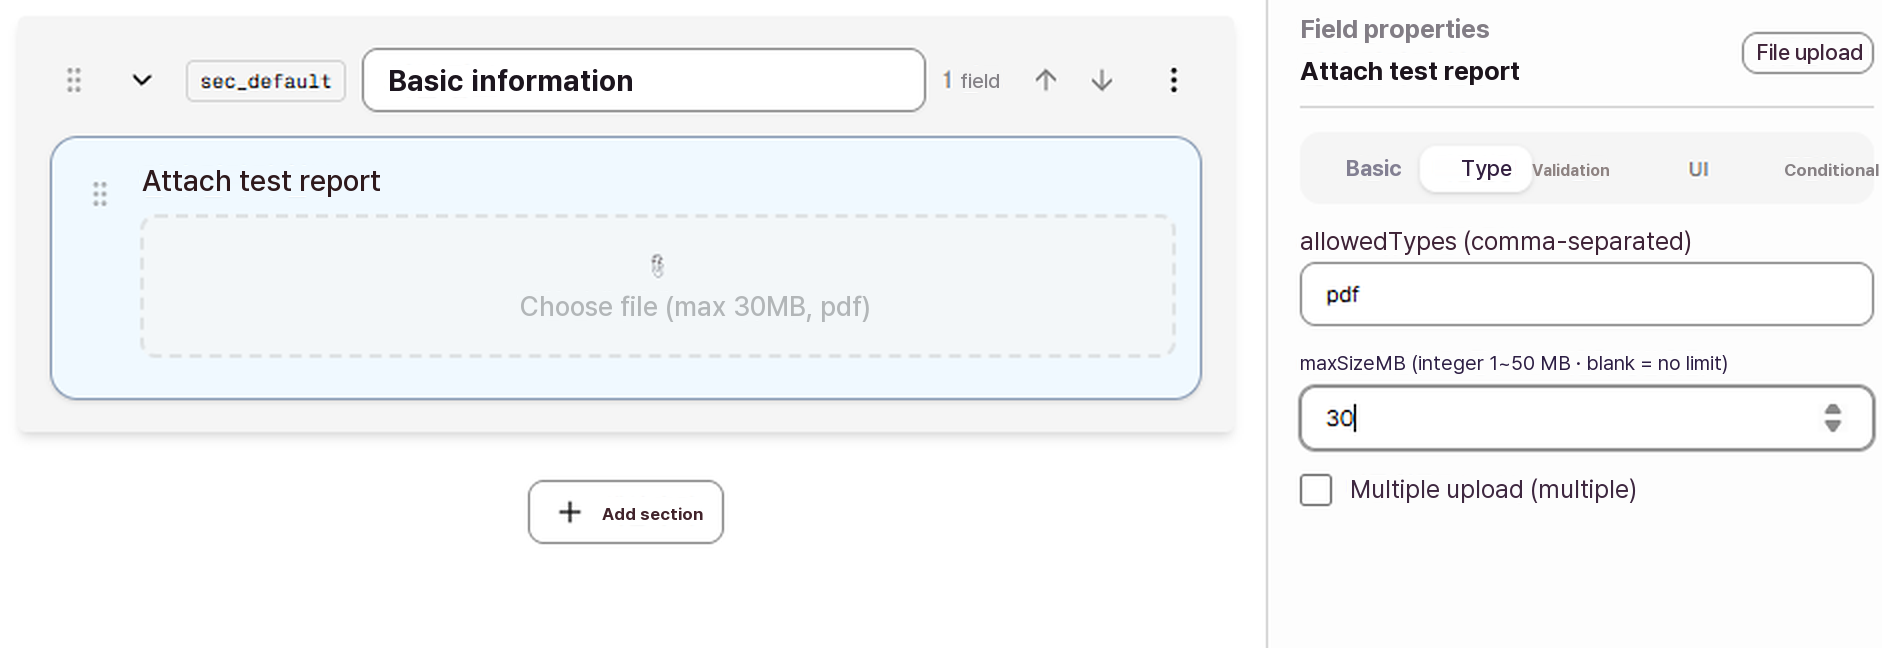 sec_default
Basic information
1 field
Attach test report
Choose file (max 30MB, pdf)
Add section
Field properties
Attach test report
File upload
Basic
Type
Validation
UI
Conditional
allowedTypes (comma-separated)
pdf
maxSizeMB (integer 1~50 MB · blank = no limit)
30
Multiple upload (multiple)